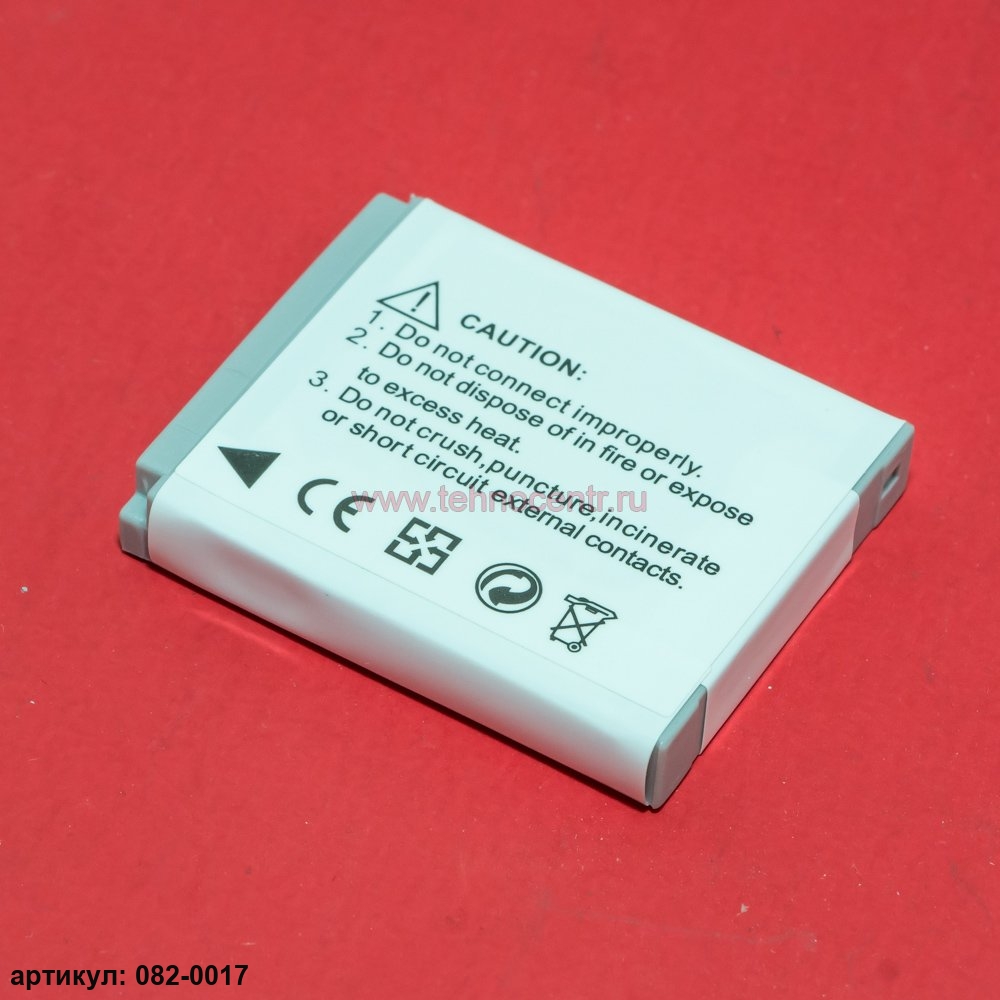 CAUTION:
1. Do not connect improperly.
2. Do not dispose of in fire or expose
to excess heat.
3. Do not crush,puncture,incinerate
or short circuit external contacts.
CE
www.tehnocentr.ru
артикул: 082-0017